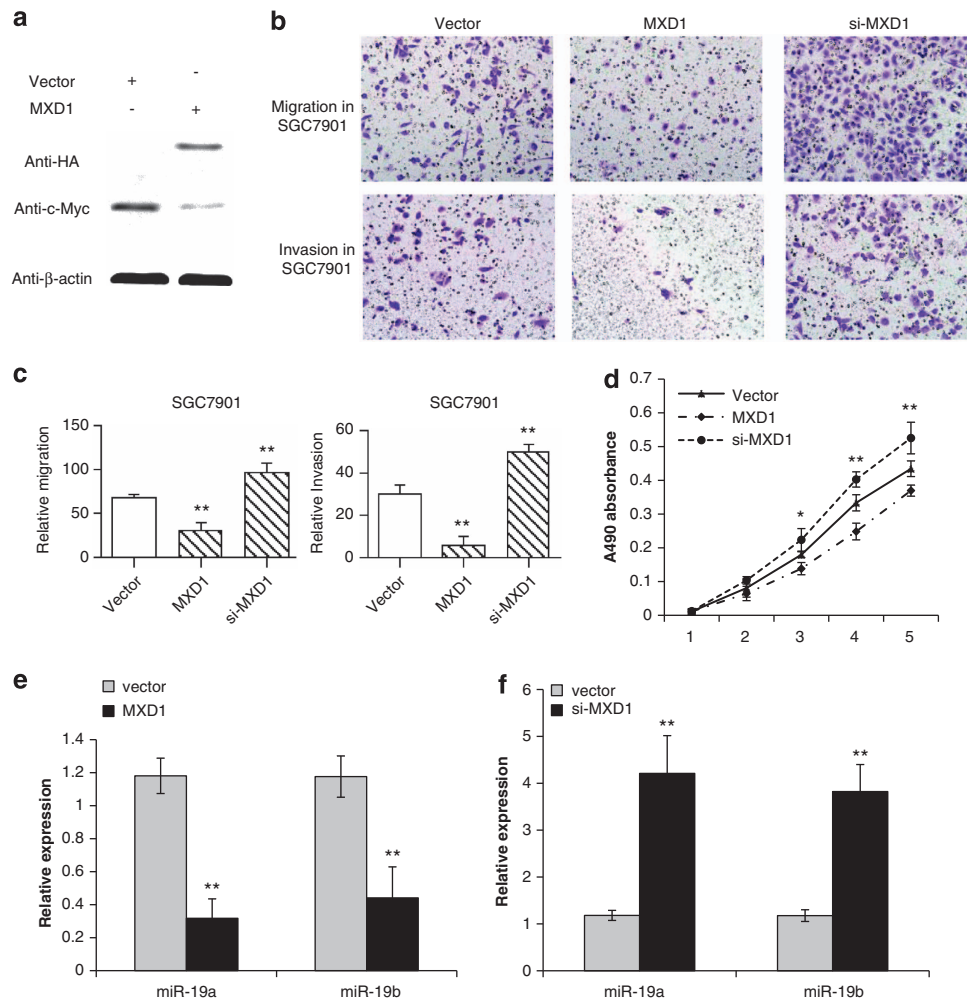 a
Vector + -
MXD1 - +
Anti-HA
Anti-c-Myc
Anti-β-actin
b
Vector MXD1 si-MXD1
Migration in
SGC7901
Invasion in
SGC7901
c
SGC7901
Relative migration
150
100
50
0
**
**
Vector MXD1 si-MXD1
SGC7901
Relative Invasion
60
40
20
0
**
**
Vector MXD1 si-MXD1
d
Vector
MXD1
si-MXD1
A490 absorbance
0.7
0.6
0.5
0.4
0.3
0.2
0.1
0
* ** **
1 2 3 4 5
e
vector
MXD1
Relative expression
1.4
1.2
1
0.8
0.6
0.4
0.2
0
** **
miR-19a miR-19b
f
vector
si-MXD1
Relative expression
6
5
4
3
2
1
0
** **
miR-19a miR-19b